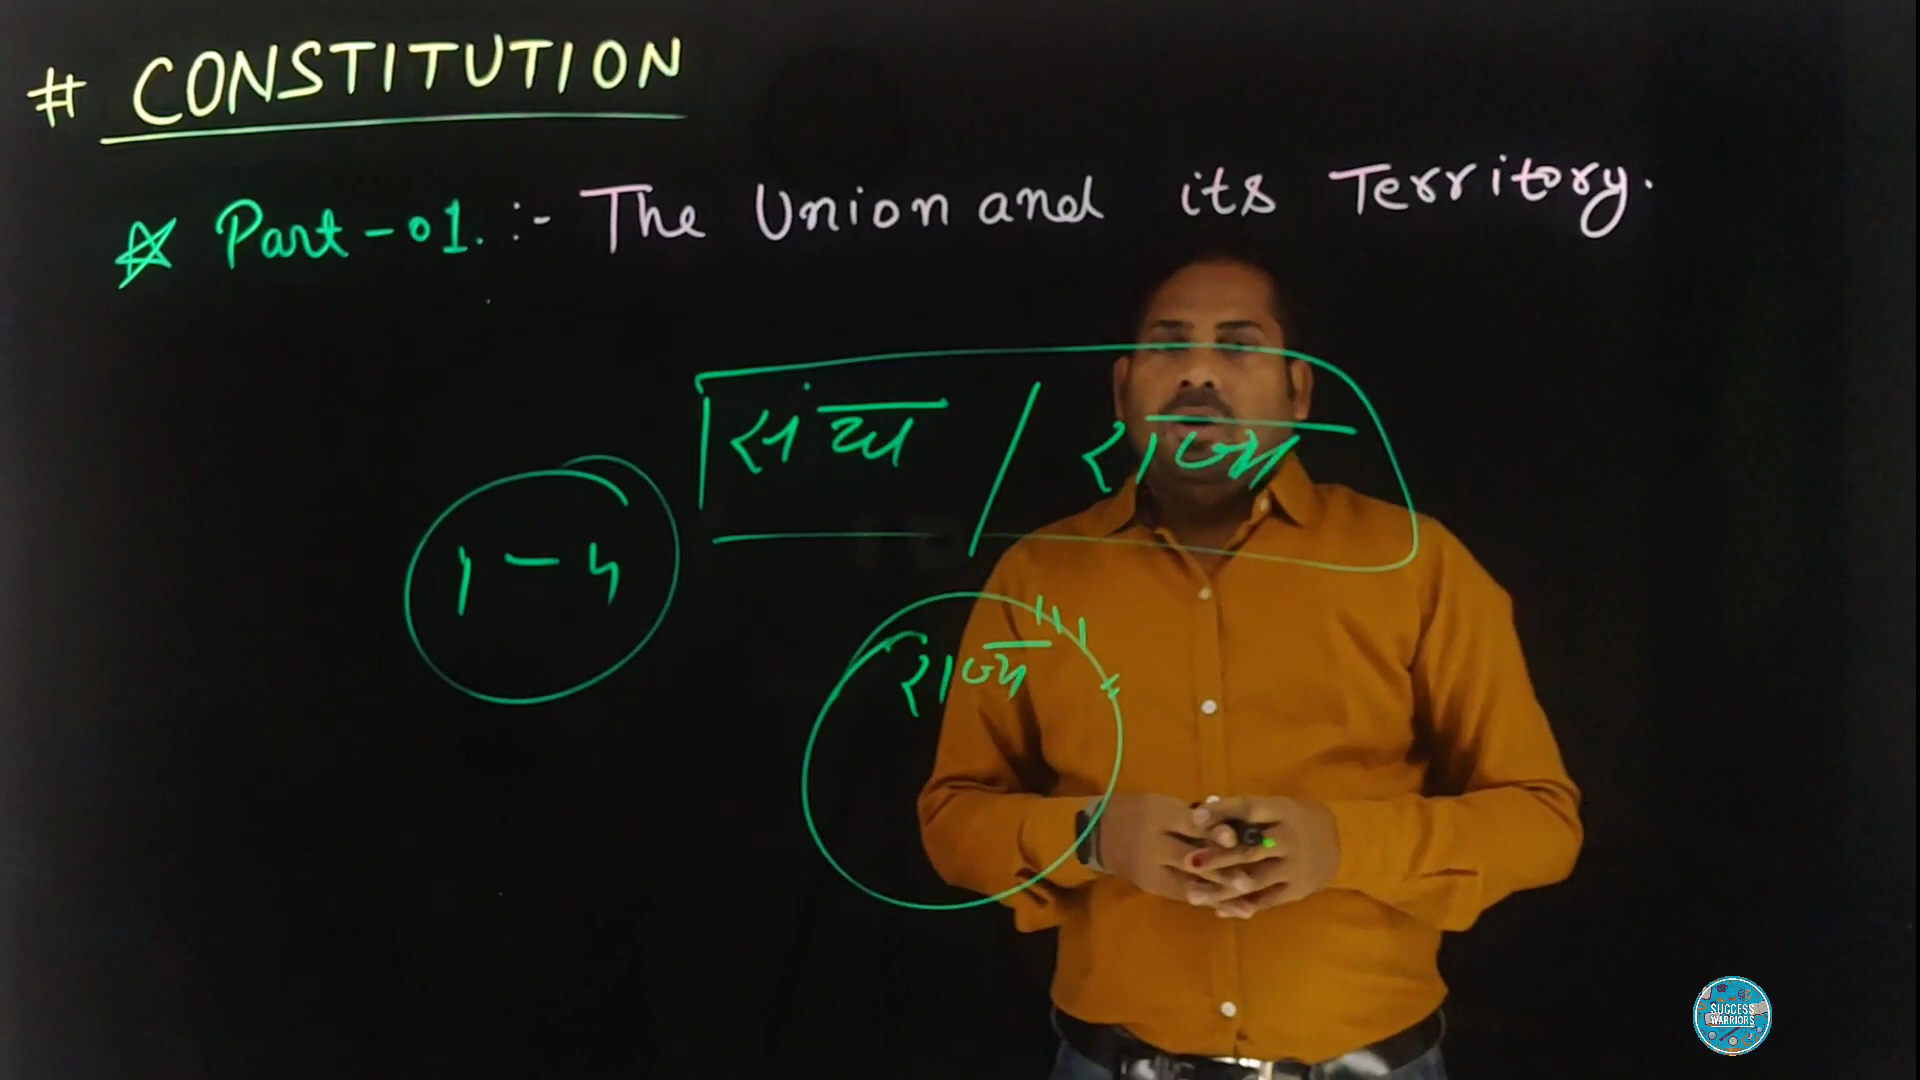 # CONSTITUTION
☆ Part-01. :- The Union and its Territory.
संघ / राज्य
1-4
राज्य
SUCCESS
WARRIORS